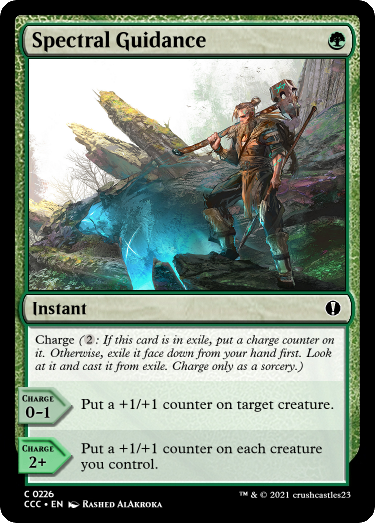 Spectral Guidance
Instant
Charge (2: If this card is in exile, put a charge counter on
it. Otherwise, exile it face down from your hand first. Look
at it and cast it from exile. Charge only as a sorcery.)
CHARGE
0-1
Put a +1/+1 counter on target creature.
CHARGE
2+
Put a +1/+1 counter on each creature
you control.
C 0226
CCC • EN RASHED ALAKROKA
™ & © 2021 crushcastles23